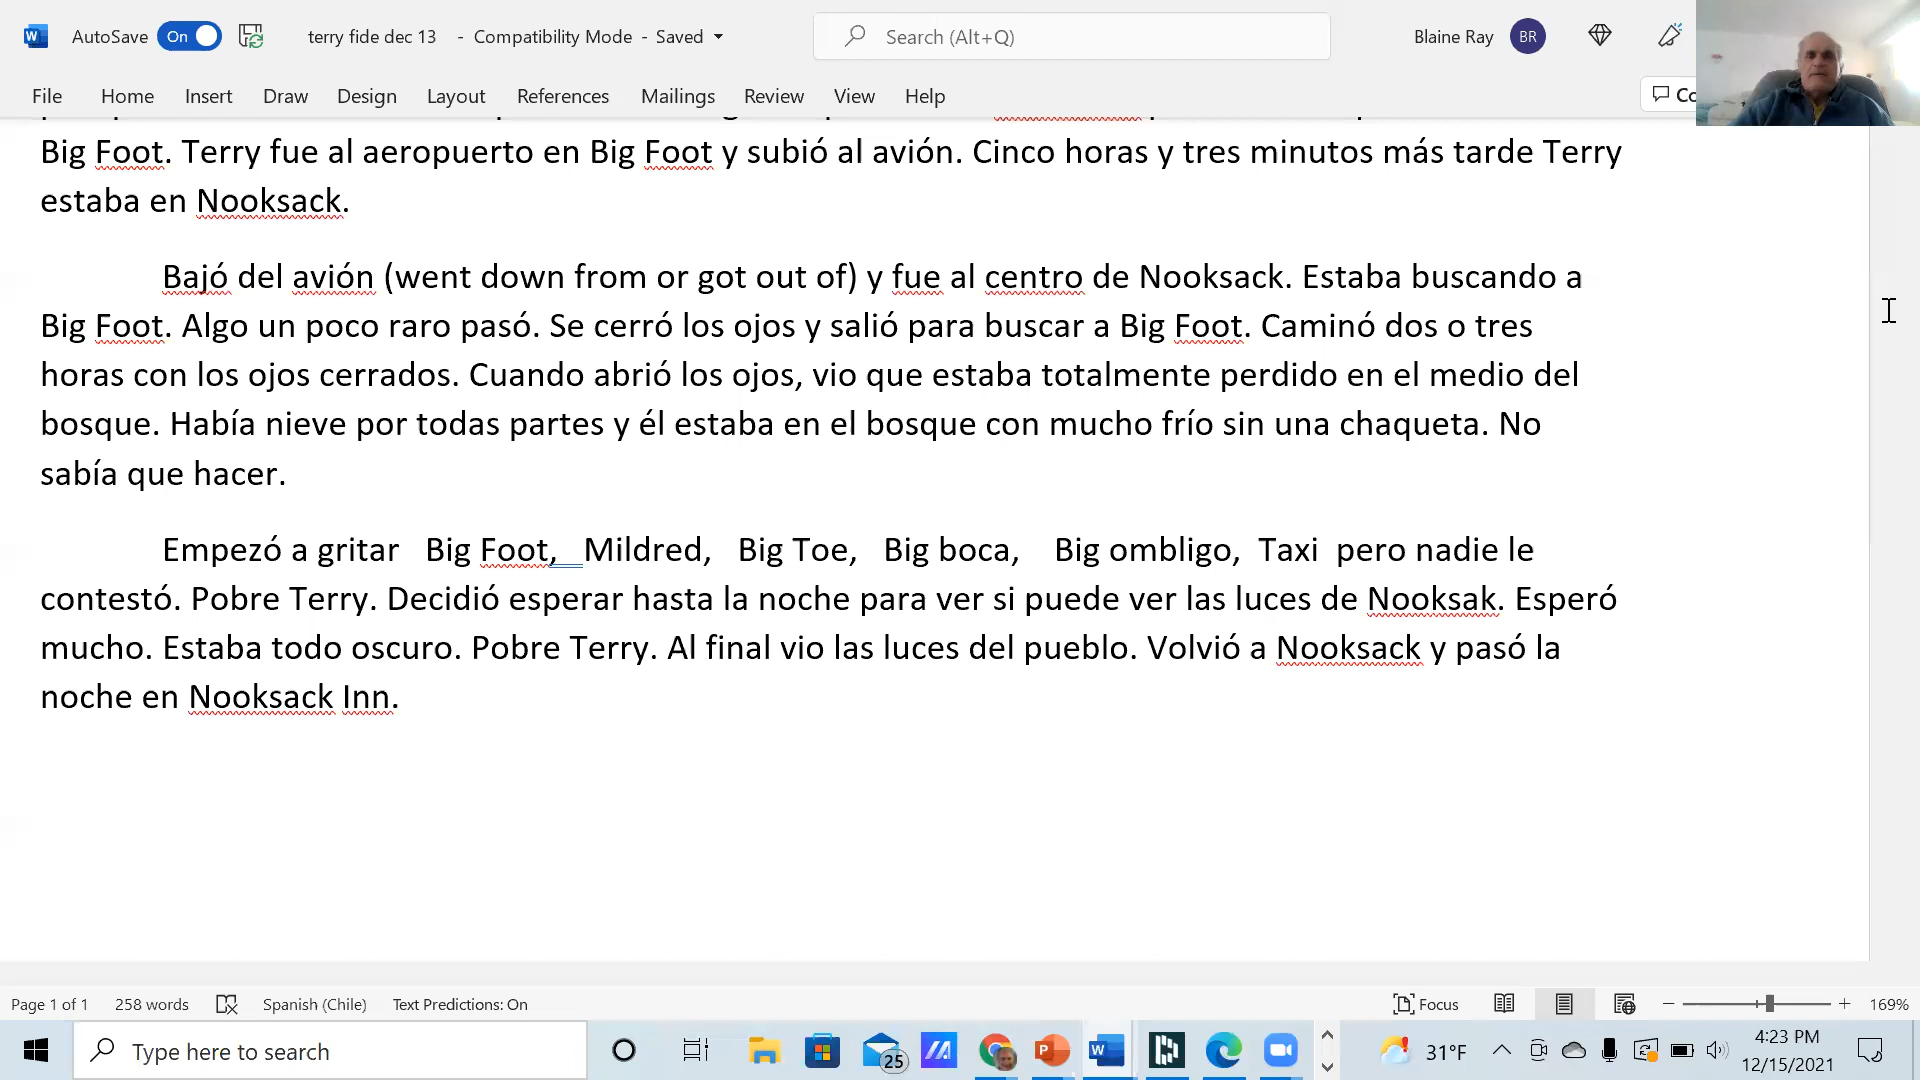 AutoSave On terry fide dec 13 - Compatibility Mode - Saved Search (Alt+Q) Blaine Ray BR
File Home Insert Draw Design Layout References Mailings Review View Help Co
Big Foot. Terry fue al aeropuerto en Big Foot y subió al avión. Cinco horas y tres minutos más tarde Terry
estaba en Nooksack.
Bajó del avión (went down from or got out of) y fue al centro de Nooksack. Estaba buscando a
Big Foot. Algo un poco raro pasó. Se cerró los ojos y salió para buscar a Big Foot. Caminó dos o tres
horas con los ojos cerrados. Cuando abrió los ojos, vio que estaba totalmente perdido en el medio del
bosque. Había nieve por todas partes y él estaba en el bosque con mucho frío sin una chaqueta. No
sabía que hacer.
Empezó a gritar Big Foot, Mildred, Big Toe, Big boca, Big ombligo, Taxi pero nadie le
contestó. Pobre Terry. Decidió esperar hasta la noche para ver si puede ver las luces de Nooksak. Esperó
mucho. Estaba todo oscuro. Pobre Terry. Al final vio las luces del pueblo. Volvió a Nooksack y pasó la
noche en Nooksack Inn.
Page 1 of 1 258 words Spanish (Chile) Text Predictions: On Focus 169%
Type here to search 25 31°F 4:23 PM
12/15/2021